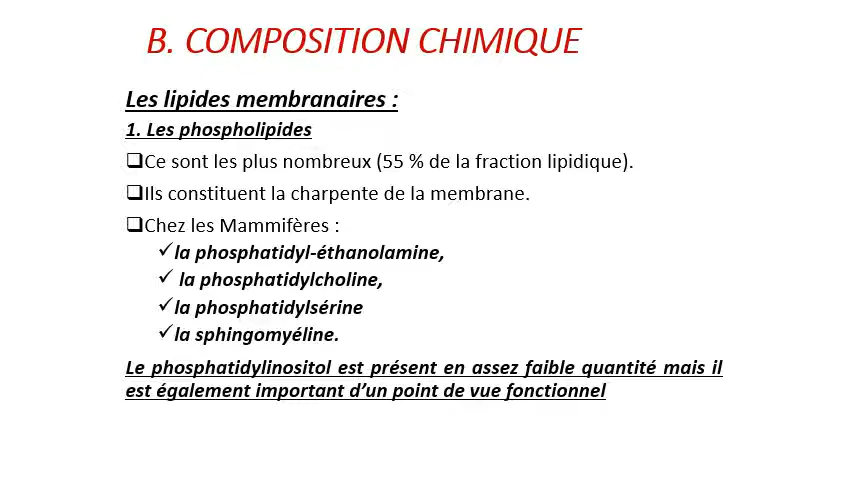 B. COMPOSITION CHIMIQUE
Les lipides membranaires :
1. Les phospholipides
❑Ce sont les plus nombreux (55 % de la fraction lipidique).
❑Ils constituent la charpente de la membrane.
❑Chez les Mammifères :
✓la phosphatidyl-éthanolamine,
✓ la phosphatidylcholine,
✓la phosphatidylsérine
✓la sphingomyéline.
Le phosphatidylinositol est présent en assez faible quantité mais il
est également important d’un point de vue fonctionnel